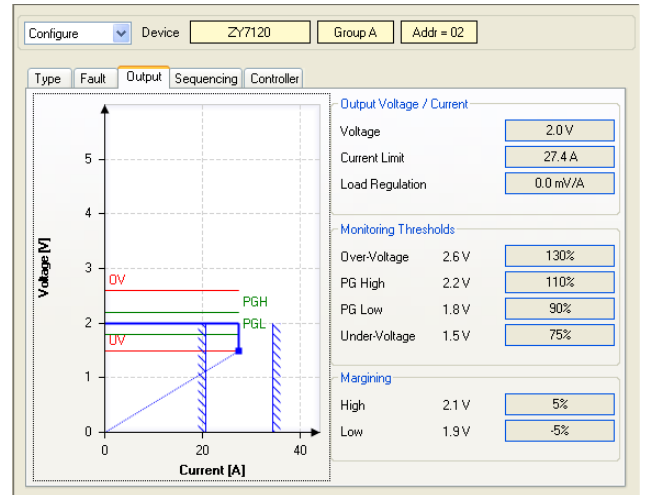 Configure Device ZY7120 Group A Addr = 02
Type Fault Output Sequencing Controller
Output Voltage / Current
Voltage 2.0 V
Current Limit 27.4 A
Load Regulation 0.0 mV/A
Monitoring Thresholds
Over-Voltage 2.6 V 130%
PG High 2.2 V 110%
PG Low 1.8 V 90%
Under-Voltage 1.5 V 75%
Margining
High 2.1 V 5%
Low 1.9 V -5%
Voltage [V]
5
4
3
2
1
0
OV
PGH
PGL
OV
0 20 40
Current [A]